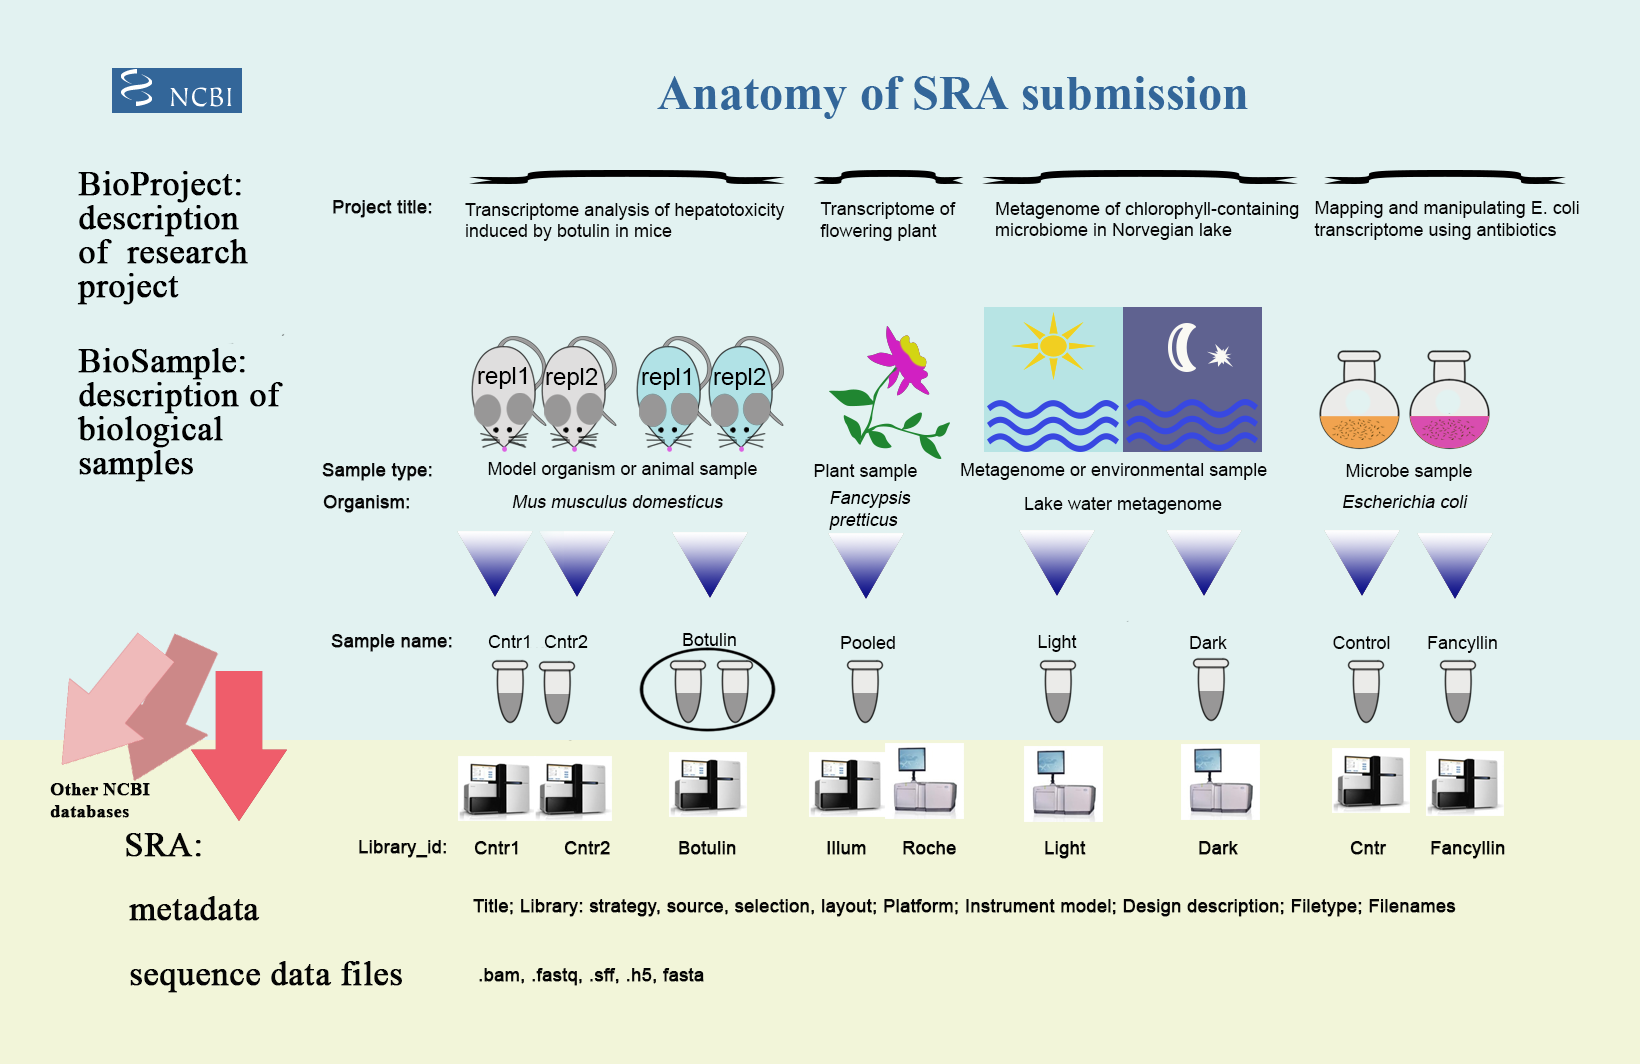 NCBI
Anatomy of SRA submission
BioProject:
description
of research
project
Project title:
Transcriptome analysis of hepatotoxicity
induced by botulin in mice
Transcriptome of
flowering plant
Metagenome of chlorophyll-containing
microbiome in Norvegian lake
Mapping and manipulating E. coli
transcriptome using antibiotics
BioSample:
description of
biological
samples
repl1 repl2 repl1 repl2
Sample type: Model organism or animal sample Plant sample Metagenome or environmental sample Microbe sample
Organism: Mus musculus domesticus
Fancypsis
pretticus
Lake water metagenome Escherichia coli
Sample name: Cntr1 Cntr2 Botulin Pooled Light Dark Control Fancyllin
Other NCBI
databases
SRA:
Library_id: Cntr1 Cntr2 Botulin Illum Roche Light Dark Cntr Fancyllin
metadata
Title; Library: strategy, source, selection, layout; Platform; Instrument model; Design description; Filetype; Filenames
sequence data files
.bam, .fastq, .sff, .h5, fasta